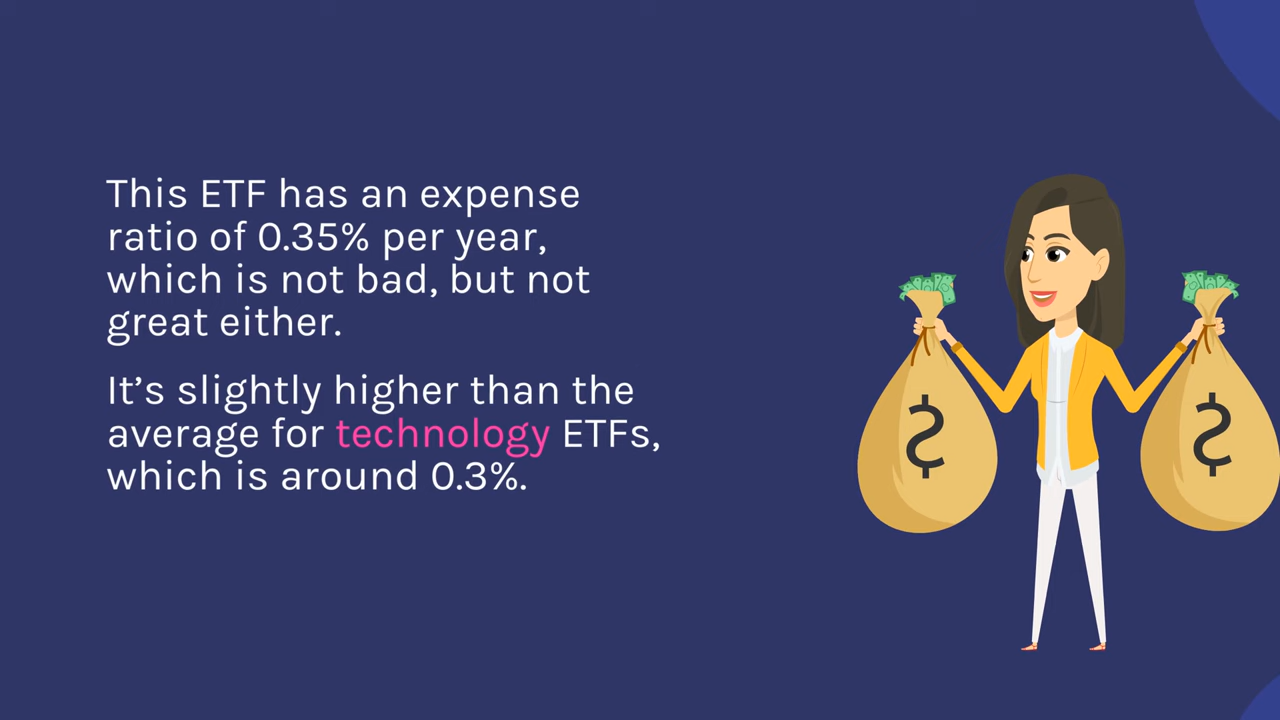 This ETF has an expense
ratio of 0.35% per year,
which is not bad, but not
great either.
It’s slightly higher than the
average for technology ETFs,
which is around 0.3%.
$
$